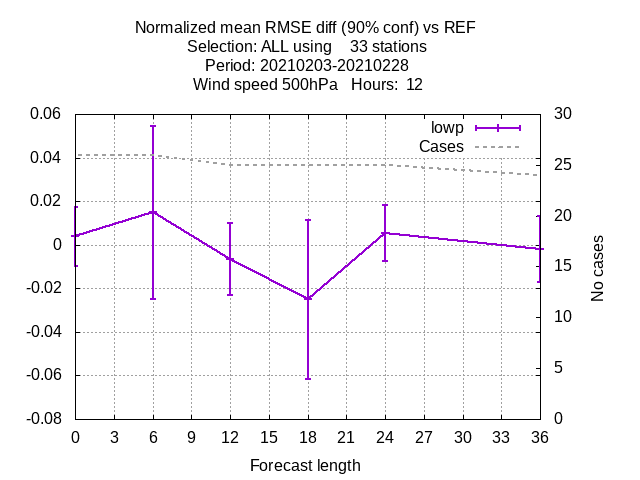 Normalized mean RMSE diff (90% conf) vs REF
Selection: ALL using    33 stations
Period: 20210203-20210228
Wind speed 500hPa   Hours:  12
0.06
0.04
0.02
0
-0.02
-0.04
-0.06
-0.08
30
25
20
15
10
5
0
lowp
Cases
No cases
0 3 6 9 12 15 18 21 24 27 30 33 36
Forecast length